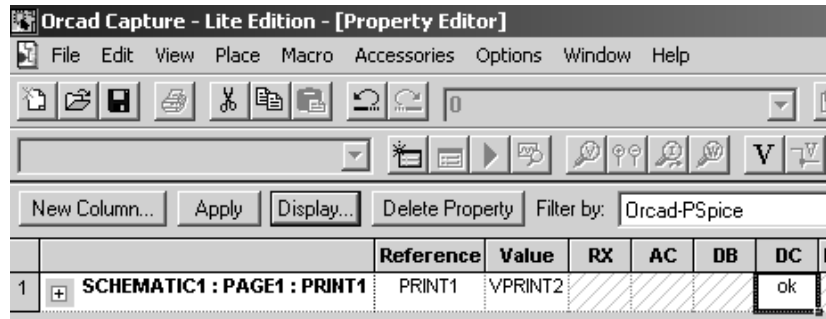 Orcad Capture - Lite Edition - [Property Editor]
File Edit View Place Macro Accessories Options Window Help
0
V V
New Column... Apply Display... Delete Property Filter by: Orcad-PSpice
Reference Value RX AC DB DC
1 SCHEMATIC1 : PAGE1 : PRINT1 PRINT1 VPRINT2 ok